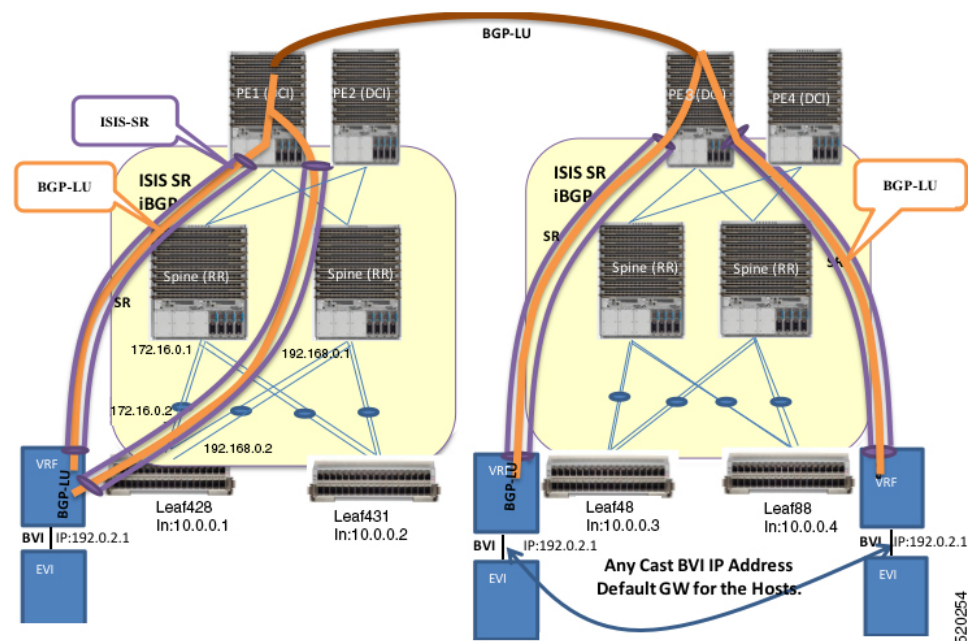 BGP-LU
PE1 (DCI)
PE2 (DCI)
PE3 (DCI)
PE4 (DCI)
ISIS-SR
BGP-LU
ISIS SR
iBGP
ISIS SR
iBGP
BGP-LU
SR
SR
Spine (RR)
Spine (RR)
Spine (RR)
Spine (RR)
SR
172.16.0.1
192.168.0.1
172.16.0.2
192.168.0.2
VRF
BGP-LU
VRF
BGP-LU
VRF
Leaf428
In:10.0.0.1
Leaf431
In:10.0.0.2
Leaf48
In:10.0.0.3
Leaf88
In:10.0.0.4
BVI
IP:192.0.2.1
BVI
IP:192.0.2.1
BVI
IP:192.0.2.1
EVI
EVI
EVI
Any Cast BVI IP Address
Default GW for the Hosts.
520254